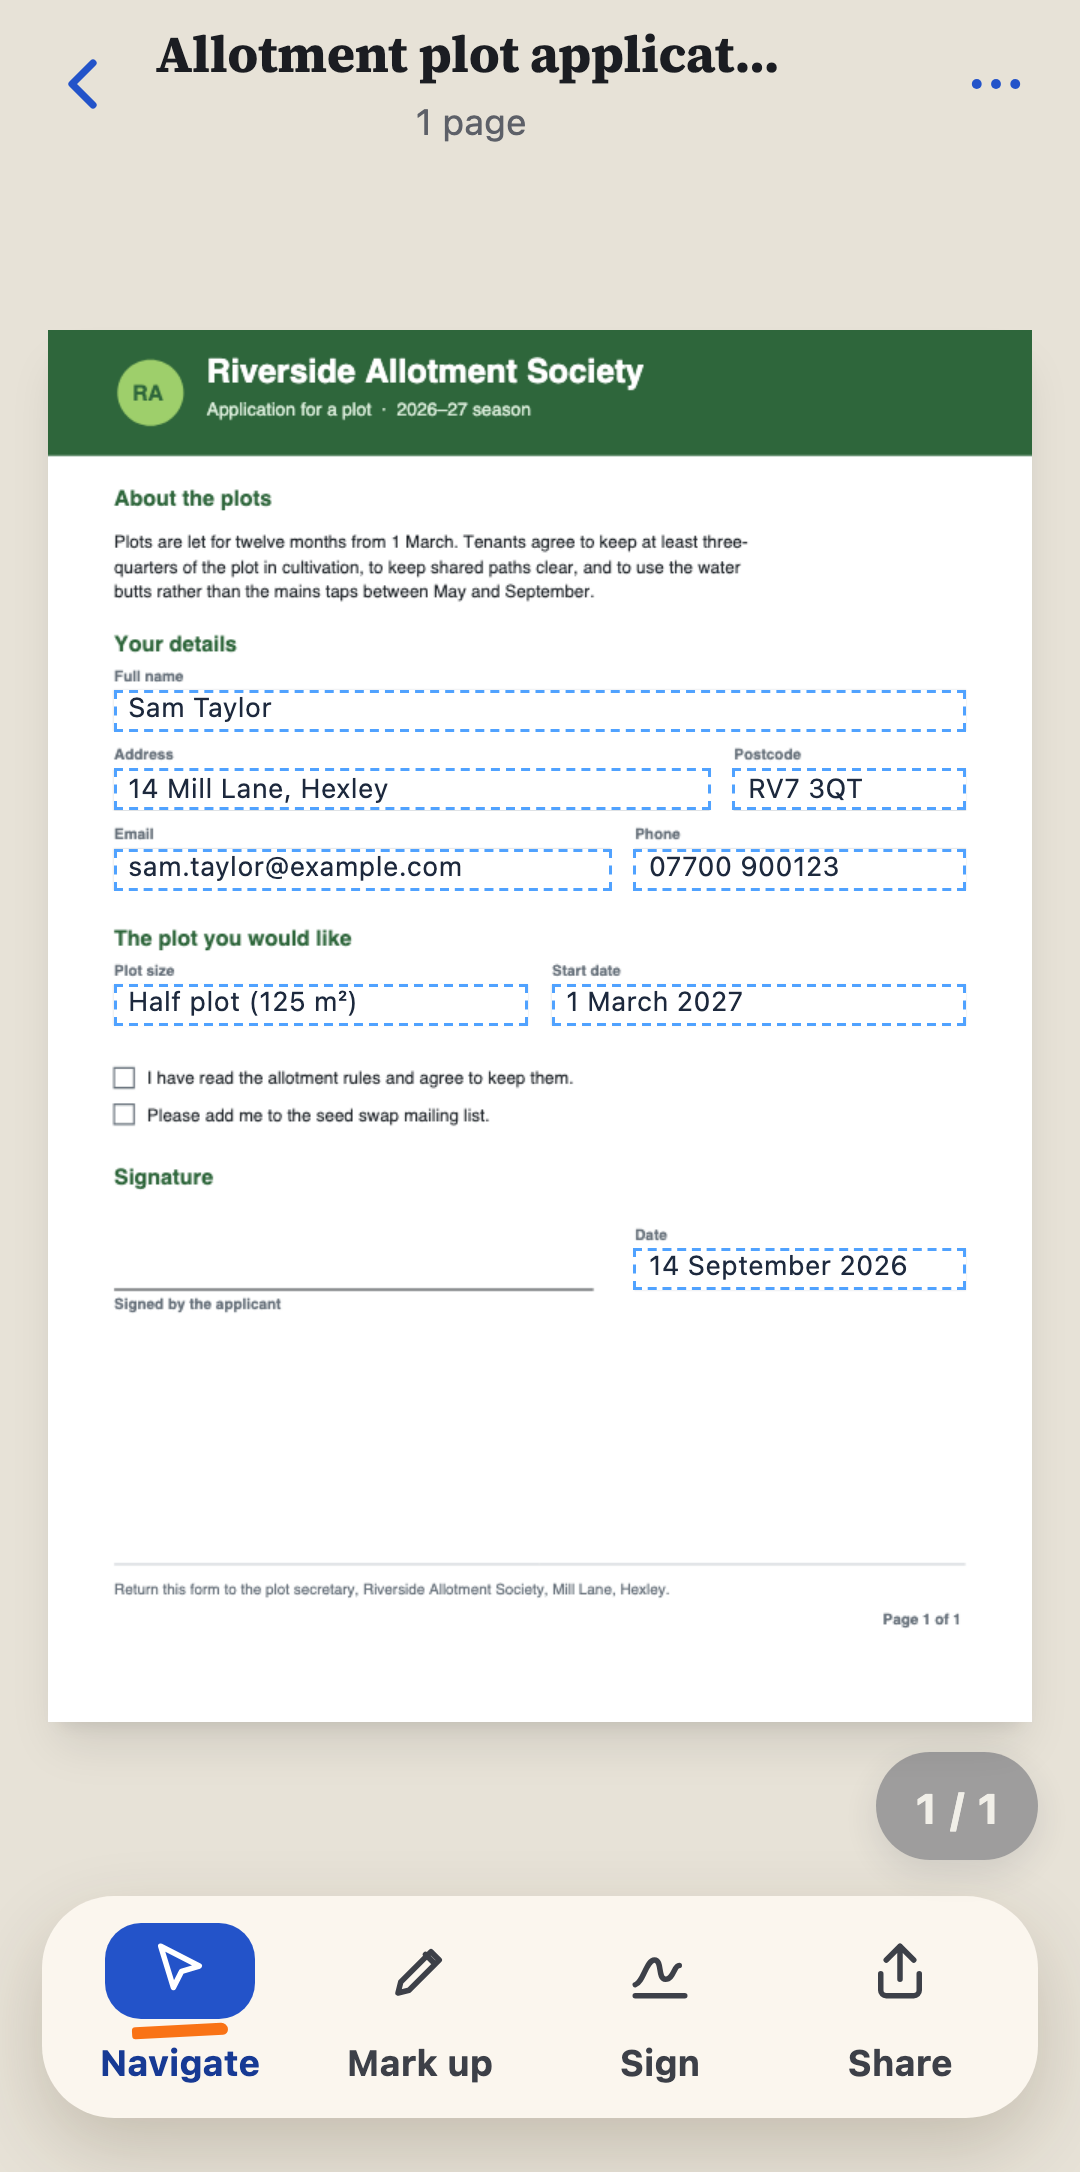 Allotment plot applicat...
1 page
RA
Riverside Allotment Society
Application for a plot · 2026–27 season
About the plots
Plots are let for twelve months from 1 March. Tenants agree to keep at least three-
quarters of the plot in cultivation, to keep shared paths clear, and to use the water
butts rather than the mains taps between May and September.
Your details
Full name
Sam Taylor
Address Postcode
14 Mill Lane, Hexley RV7 3QT
Email Phone
sam.taylor@example.com 07700 900123
The plot you would like
Plot size Start date
Half plot (125 m²) 1 March 2027
I have read the allotment rules and agree to keep them.
Please add me to the seed swap mailing list.
Signature
Date
14 September 2026
Signed by the applicant
Return this form to the plot secretary, Riverside Allotment Society, Mill Lane, Hexley.
Page 1 of 1
1 / 1
Navigate Mark up Sign Share